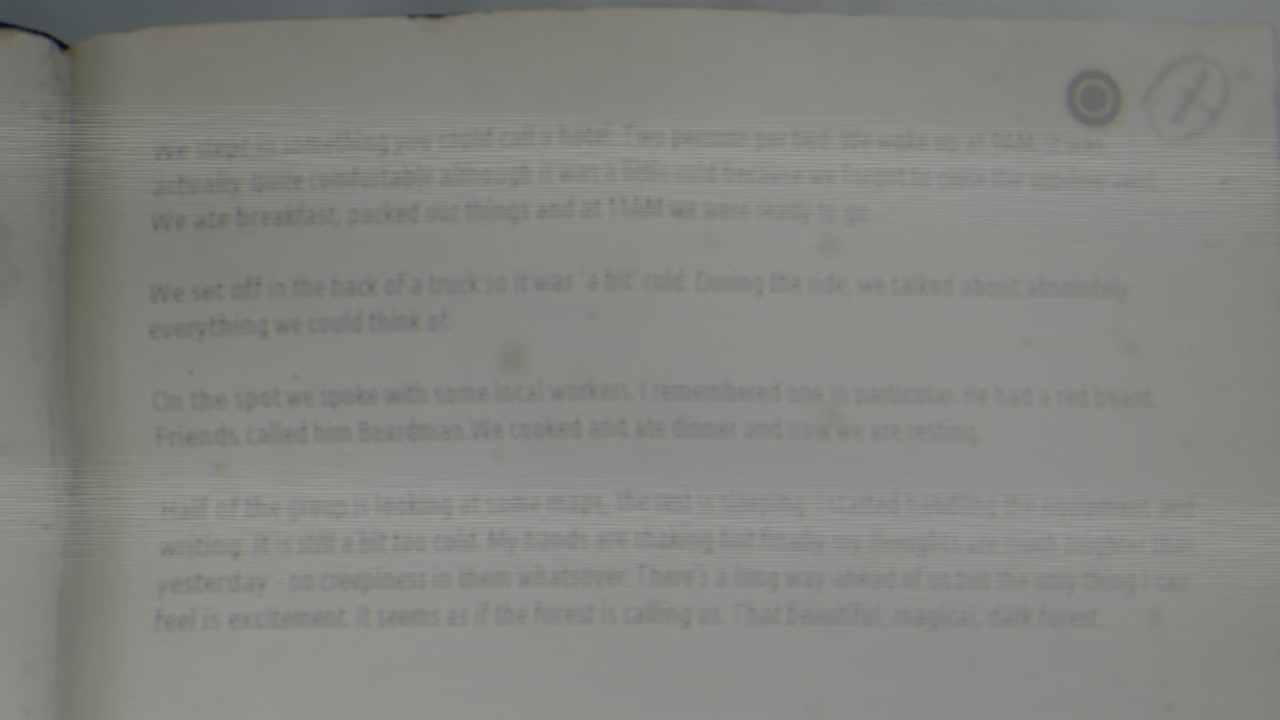 We slept in something you could call a hotel. Two persons per bed. We woke up at It was
actually quite comfortable although it was a little cold because we forgot to close the window
We ate breakfast, packed our things and at 11AM we were ready to go.
We set off in the back of a truck so it was 'a bit' cold. During the ride, we talked about absolutely
everything we could think of.
On the spot we spoke with some local workers. I remembered one in particular. He had a red beard.
Friends called him Beardman.We cooked and ate dinner and now we are resting.
Half of the group is looking at some maps, the rest is sleeping. I started handling the equipment and
writing. It is still a bit too cold. My hands are shaking but finally my thoughts are much brighter than
yesterday - no creepiness in them whatsover. There's a long way ahead of us but the only thing I can
feel is excitement. It seems as if the forest is calling us. That beautiful, magical, dark forest.